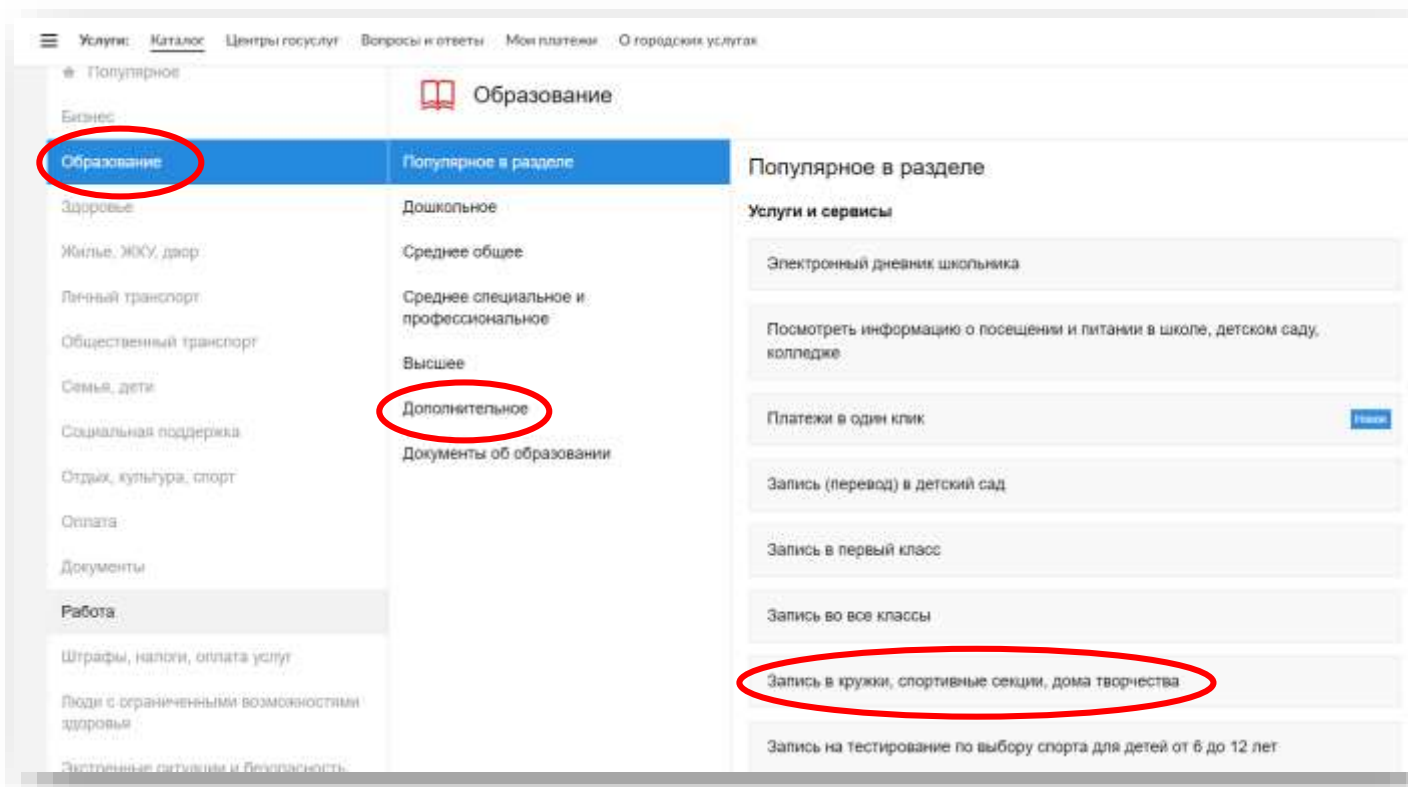 Услуги: Каталог Центры госуслуг Вопросы и ответы Мои платежи О городских услугах
Популярное
Бизнес
Образование
Здоровье
Жилье, ЖКУ, двор
Личный транспорт
Общественный транспорт
Семья, дети
Социальная поддержка
Отдых, культура, спорт
Оплата
Документы
Работа
Штрафы, налоги, оплата услуг
Люди с ограниченными возможностями
здоровья
Экстренные ситуации и безопасность
Образование
Популярное в разделе
Дошкольное
Среднее общее
Среднее специальное и
профессиональное
Высшее
Дополнительное
Документы об образовании
Популярное в разделе
Услуги и сервисы
Электронный дневник школьника
Посмотреть информацию о посещении и питании в школе, детском саду,
колледже
Платежи в один клик
Запись (перевод) в детский сад
Запись в первый класс
Запись во все классы
Запись в кружки, спортивные секции, дома творчества
Запись на тестирование по выбору спорта для детей от 6 до 12 лет